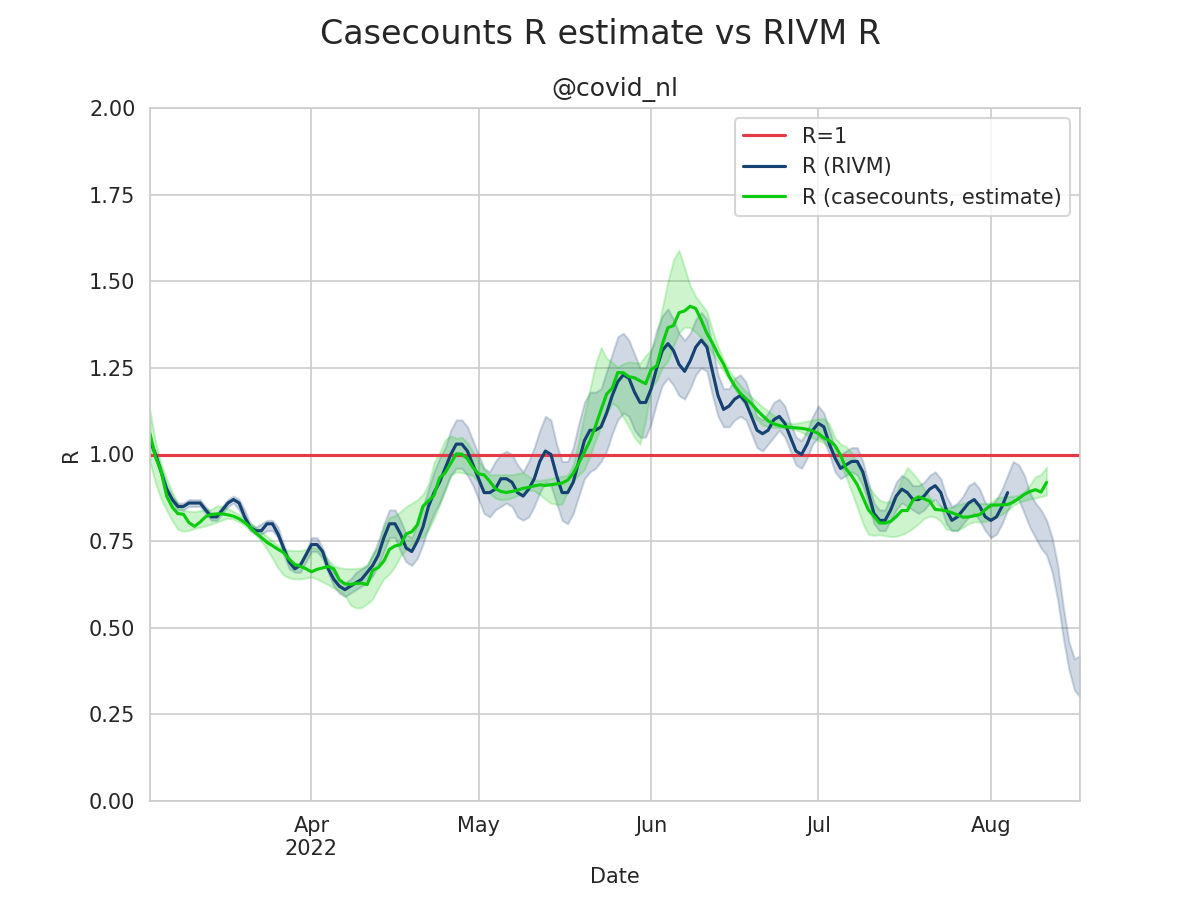 Casecounts R estimate vs RIVM R
@covid_nl
R=1
R (RIVM)
R (casecounts, estimate)
2.00
1.75
1.50
1.25
1.00
0.75
0.50
0.25
0.00
R
Apr
2022
May
Jun
Jul
Aug
Date